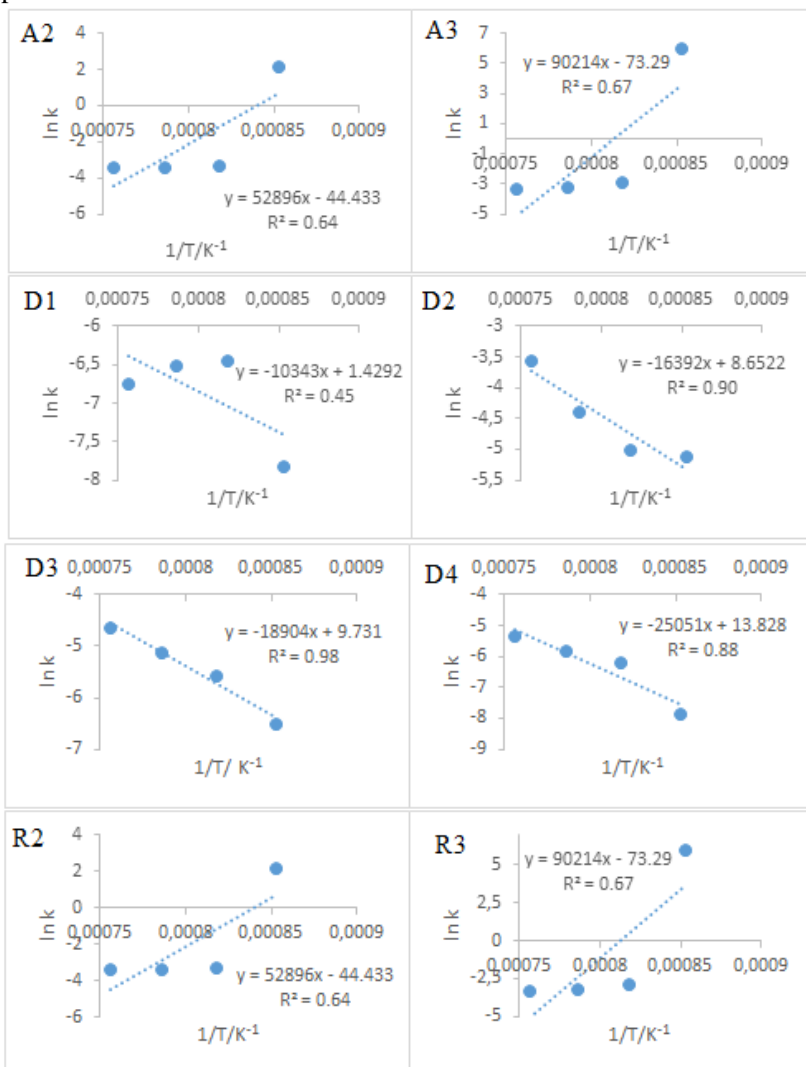 A2
4
2
0
-2
-4
-6
0,00075
0,0008
0,00085
0,0009
y = 52896x - 44.433
R² = 0.64
ln k
1/T/K⁻¹
A3
7
5
3
1
-1
-3
-5
y = 90214x - 73.29
R² = 0.67
0,00075
0,0008
0,00085
0,0009
ln k
1/T/K⁻¹
D1
0,00075
0,0008
0,00085
0,0009
-6
-6,5
-7
-7,5
-8
y = -10343x + 1.4292
R² = 0.45
ln k
1/T/K⁻¹
D2
0,00075
0,0008
0,00085
0,0009
-3
-3,5
-4
-4,5
-5
-5,5
y = -16392x + 8.6522
R² = 0.90
ln k
1/T/K⁻¹
D3
0,00075
0,0008
0,00085
0,0009
-4
-5
-6
-7
y = -18904x + 9.731
R² = 0.98
ln k
1/T/ K⁻¹
D4
0,00075
0,0008
0,00085
0,0009
-4
-5
-6
-7
-8
-9
y = -25051x + 13.828
R² = 0.88
ln k
1/T/K⁻¹
R2
4
2
0
-2
-4
-6
0,00075
0,0008
0,00085
0,0009
y = 52896x - 44.433
R² = 0.64
ln k
1/T/K⁻¹
R3
5
2,5
0
-2,5
-5
y = 90214x - 73.29
R² = 0.67
0,00075
0,0008
0,00085
0,0009
ln k
1/T/K⁻¹